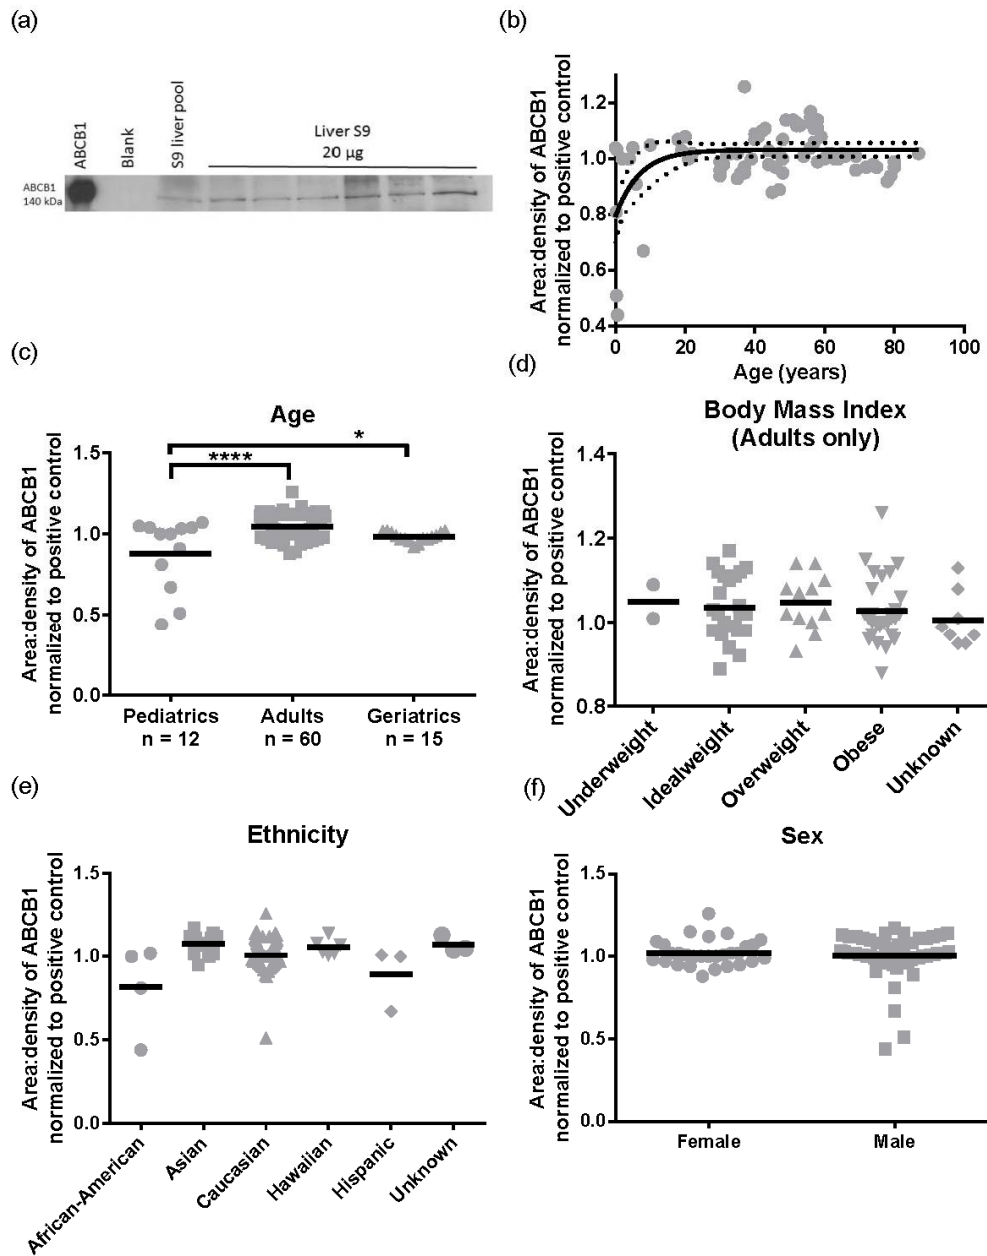 (a)
ABCB1
Blank
S9 liver pool
Liver S9
20 µg
ABCB1
140 kDa
(b)
Area:density of ABCB1
normalized to positive control
1.2
1.0
0.8
0.6
0.4
0
20
40
60
80
100
Age (years)
(c)
Age
Area:density of ABCB1
normalized to positive control
1.5
1.0
0.5
0.0
****
*
Pediatrics
n = 12
Adults
n = 60
Geriatrics
n = 15
(d)
Body Mass Index
(Adults only)
Area:density of ABCB1
normalized to positive control
1.4
1.2
1.0
0.8
Underweight
Idealweight
Overweight
Obese
Unknown
(e)
Ethnicity
Area:density of ABCB1
normalized to positive control
1.5
1.0
0.5
0.0
African-American
Asian
Caucasian
Hawaiian
Hispanic
Unknown
(f)
Sex
Area:density of ABCB1
normalized to positive control
1.5
1.0
0.5
0.0
Female
Male